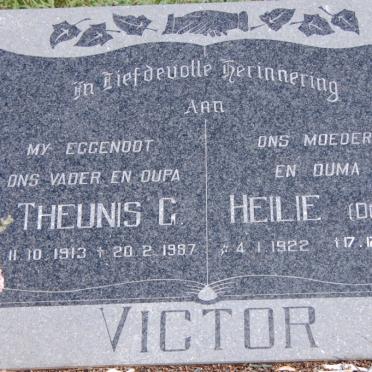 In Liefdevolle Herinnering
Aan
MY EGGENOOT
ONS VADER EN OUPA
THEUNIS G.
11.10.1913 + 20.2.1987
ONS MOEDER
EN OUMA
HEILIE
* 4.1.1922
VICTOR